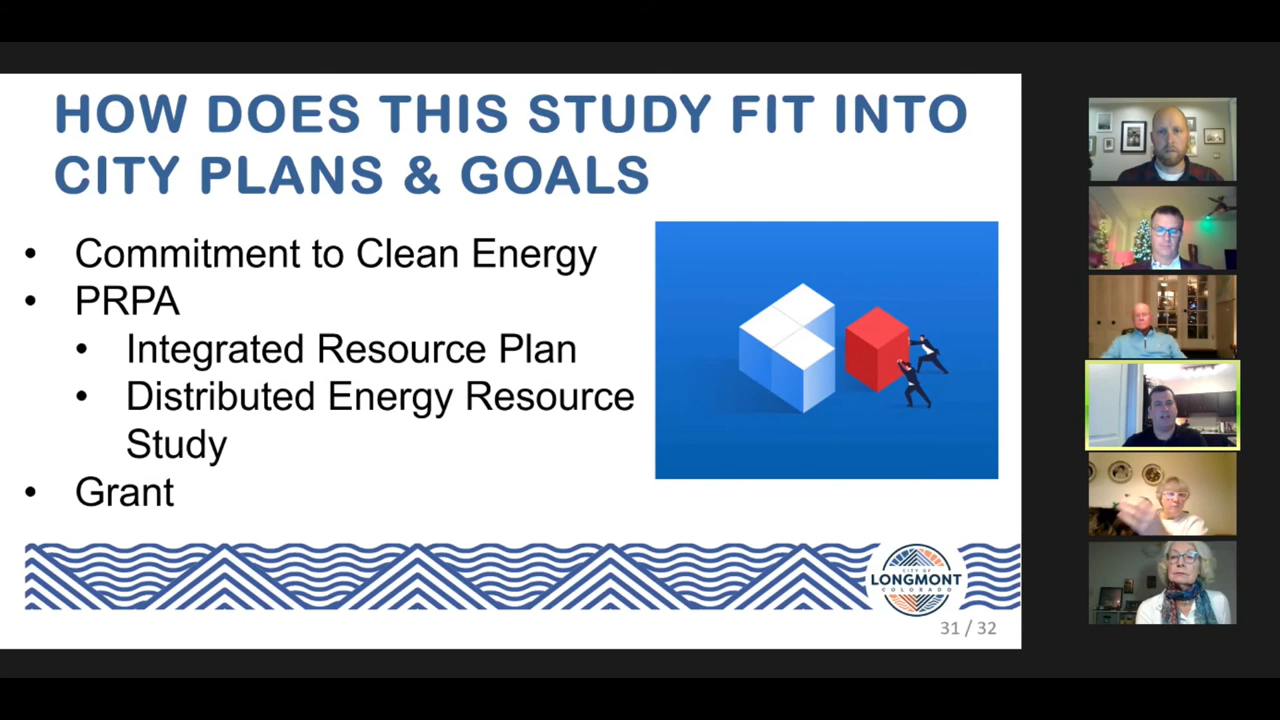 HOW DOES THIS STUDY FIT INTO
CITY PLANS & GOALS
• Commitment to Clean Energy
• PRPA
• Integrated Resource Plan
• Distributed Energy Resource
Study
• Grant
CITY OF
LONGMONT
COLORADO
31 / 32